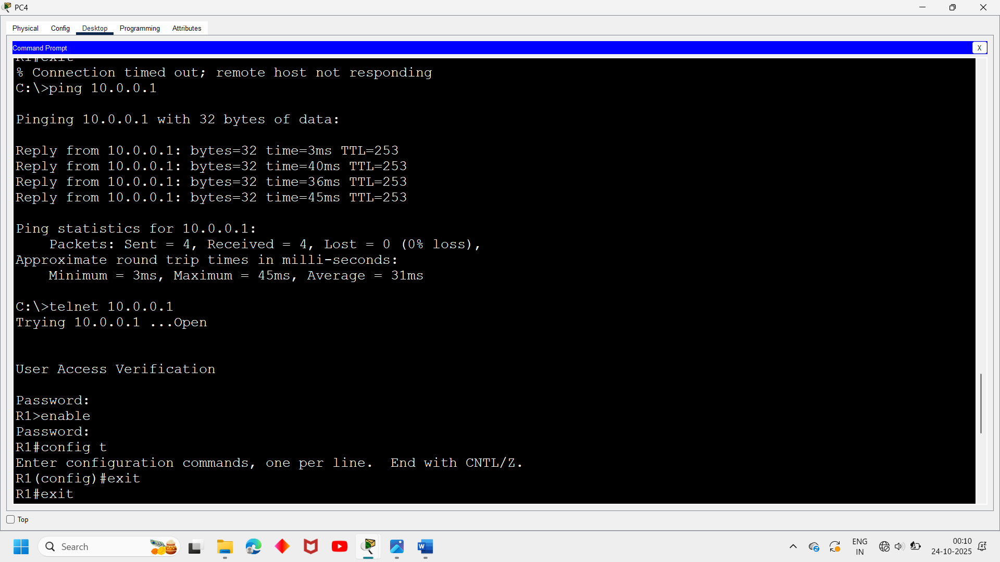 PC4
Physical Config Desktop Programming Attributes
Command Prompt
X
R1#exit
% Connection timed out; remote host not responding
C:\>ping 10.0.0.1
Pinging 10.0.0.1 with 32 bytes of data:
Reply from 10.0.0.1: bytes=32 time=3ms TTL=253
Reply from 10.0.0.1: bytes=32 time=40ms TTL=253
Reply from 10.0.0.1: bytes=32 time=36ms TTL=253
Reply from 10.0.0.1: bytes=32 time=45ms TTL=253
Ping statistics for 10.0.0.1:
Packets: Sent = 4, Received = 4, Lost = 0 (0% loss),
Approximate round trip times in milli-seconds:
Minimum = 3ms, Maximum = 45ms, Average = 31ms
C:\>telnet 10.0.0.1
Trying 10.0.0.1 ...Open
User Access Verification
Password:
R1>enable
Password:
R1#config t
Enter configuration commands, one per line.  End with CNTL/Z.
R1(config)#exit
R1#exit
Top
Search
W
ENG
IN
00:10
24-10-2025